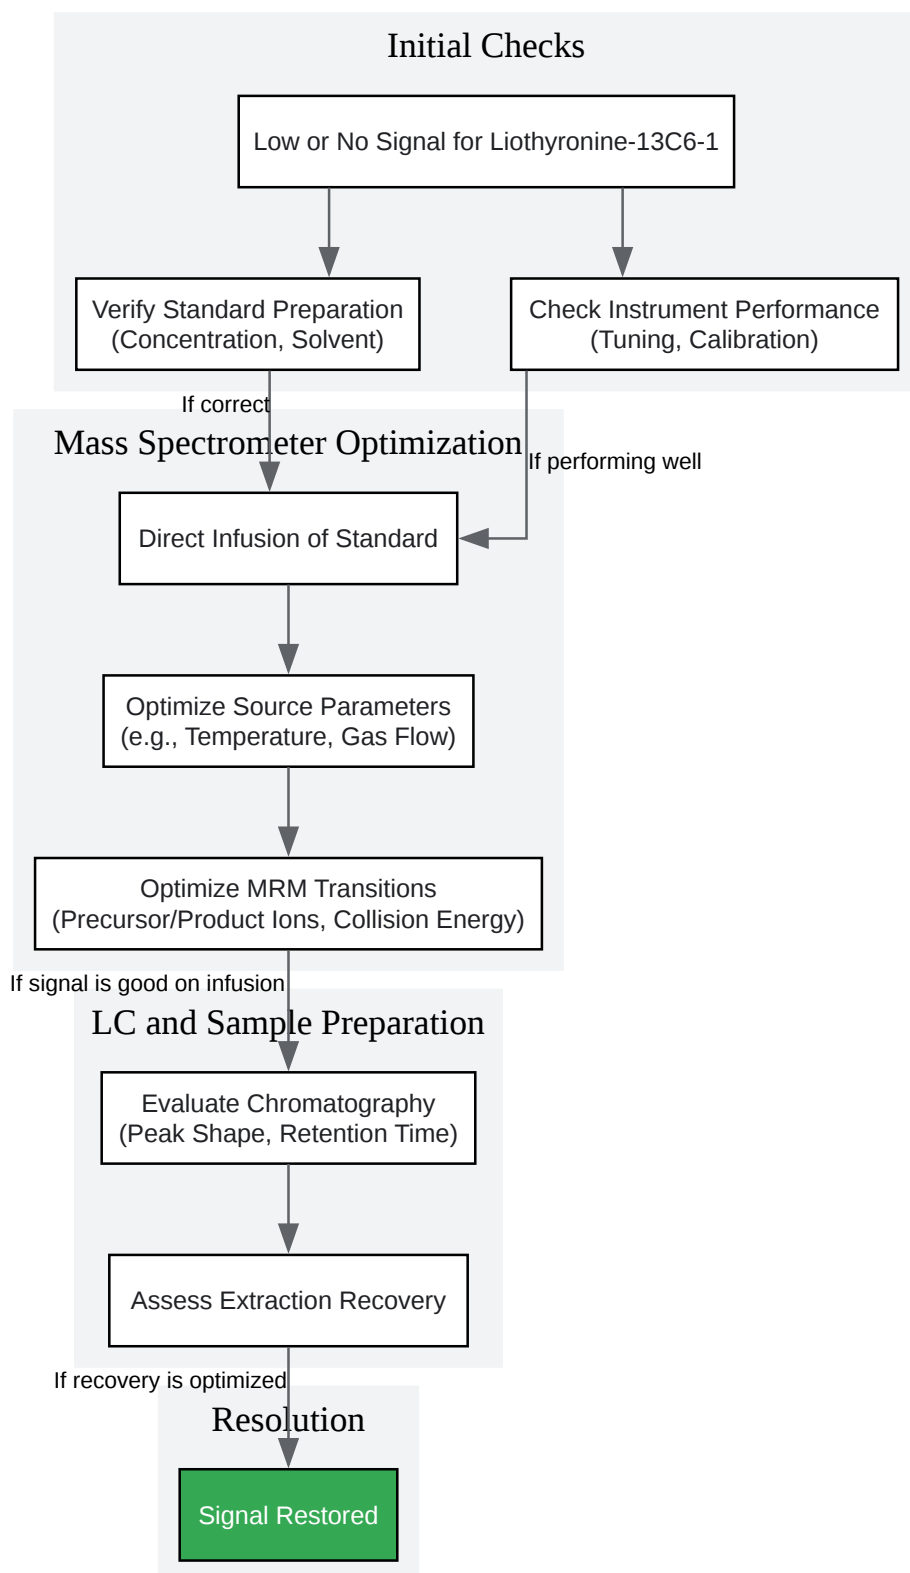 Initial Checks
Low or No Signal for Liothyronine-13C6-1
Verify Standard Preparation
(Concentration, Solvent)
Check Instrument Performance
(Tuning, Calibration)
If correct
If performing well
Mass Spectrometer Optimization
Direct Infusion of Standard
Optimize Source Parameters
(e.g., Temperature, Gas Flow)
Optimize MRM Transitions
(Precursor/Product Ions, Collision Energy)
If signal is good on infusion
LC and Sample Preparation
Evaluate Chromatography
(Peak Shape, Retention Time)
Assess Extraction Recovery
If recovery is optimized
Resolution
Signal Restored